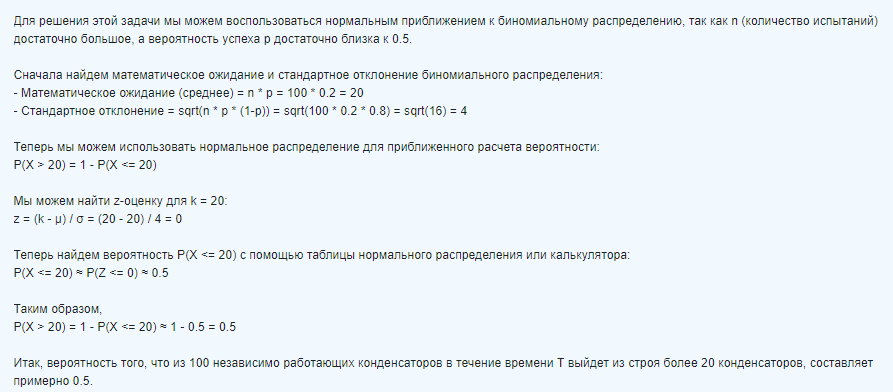 Для решения этой задачи мы можем воспользоваться нормальным приближением к биномиальному распределению, так как n (количество испытаний)
достаточно большое, а вероятность успеха p достаточно близка к 0.5.
Сначала найдем математическое ожидание и стандартное отклонение биномиального распределения:
- Математическое ожидание (среднее) = n * p = 100 * 0.2 = 20
- Стандартное отклонение = sqrt(n * p * (1-p)) = sqrt(100 * 0.2 * 0.8) = sqrt(16) = 4
Теперь мы можем использовать нормальное распределение для приближенного расчета вероятности:
P(X > 20) = 1 - P(X <= 20)
Мы можем найти z-оценку для k = 20:
z = (k - μ) / σ = (20 - 20) / 4 = 0
Теперь найдем вероятность P(X <= 20) с помощью таблицы нормального распределения или калькулятора:
P(X <= 20) ≈ P(Z <= 0) ≈ 0.5
Таким образом,
P(X > 20) = 1 - P(X <= 20) ≈ 1 - 0.5 = 0.5
Итак, вероятность того, что из 100 независимо работающих конденсаторов в течение времени T выйдет из строя более 20 конденсаторов, составляет
примерно 0.5.